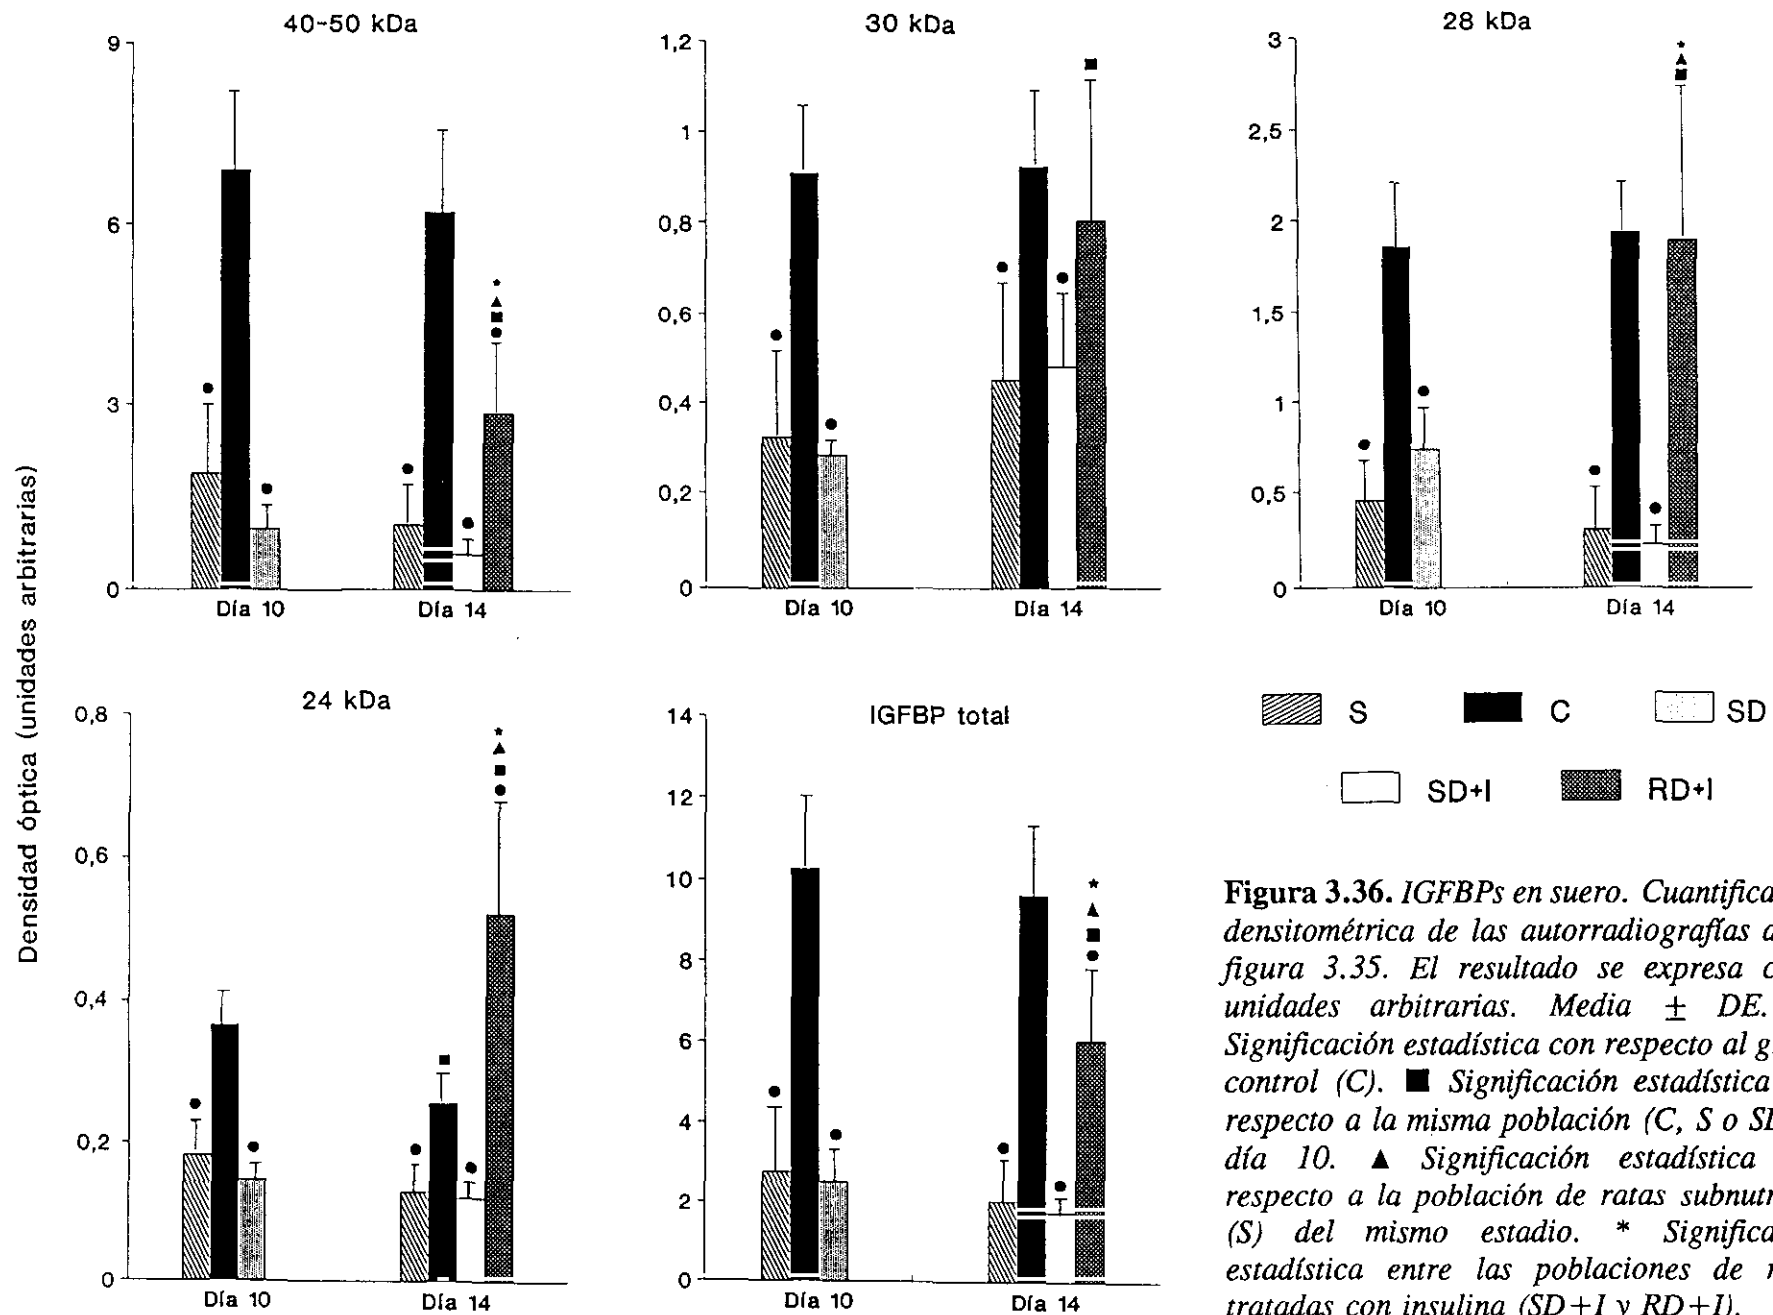 40-50 kDa
9
6
3
0
Día 10
Día 14
30 kDa
1,2
1
0,8
0,6
0,4
0,2
0
Día 10
Día 14
28 kDa
3
2,5
2
1,5
1
0,5
0
Día 10
Día 14
Densidad óptica (unidades arbitrarias)
24 kDa
0,8
0,6
0,4
0,2
0
Día 10
Día 14
IGFBP total
14
12
10
8
6
4
2
0
Día 10
Día 14
S
C
SD
SD+I
RD+I
Figura 3.36. IGFBPs en suero. Cuantifica
densitométrica de las autorradiografías
figura 3.35. El resultado se expresa
unidades arbitrarias. Media ± DE.
Significación estadística con respecto al
control (C). ■ Significación estadística
respecto a la misma población (C, S o
día 10. ▲ Significación estadística
respecto a la población de ratas subnutr
(S) del mismo estadio. * Significa
estadística entre las poblaciones de
tratadas con insulina (SD+I y RD+I).